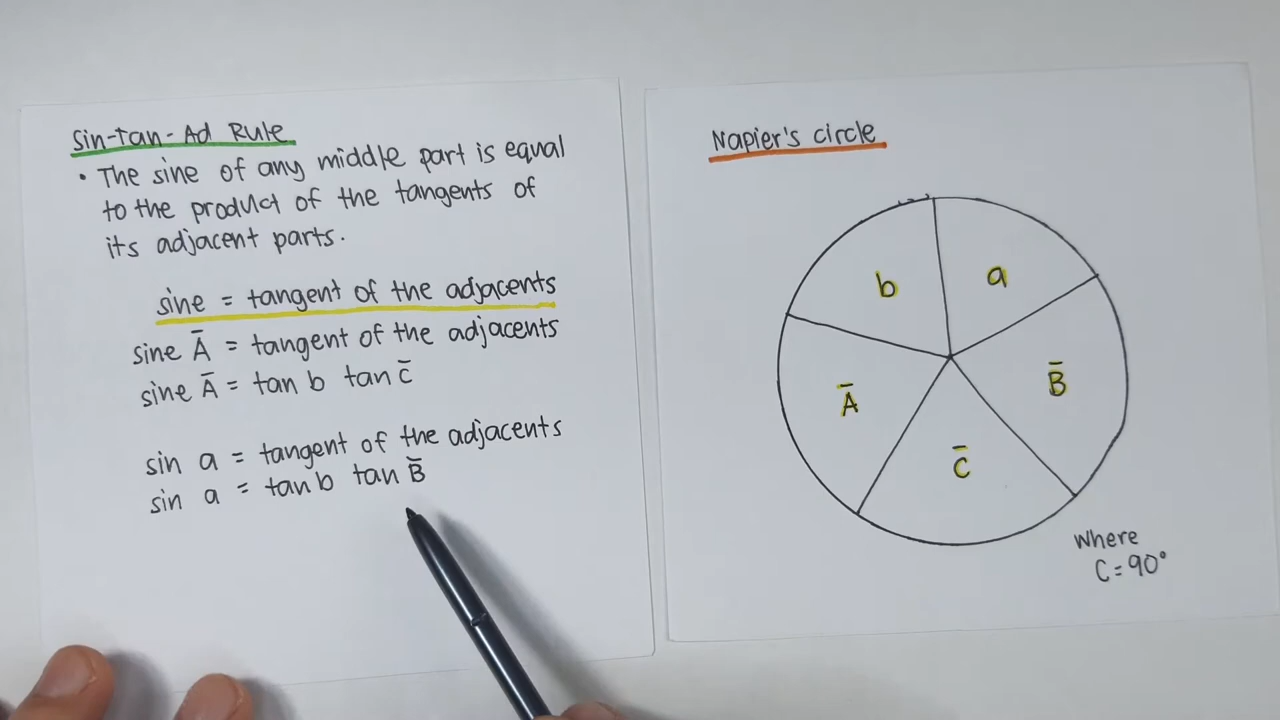 Sin-Tan-Ad Rule
• The sine of any middle part is equal
to the product of the tangents of
its adjacent parts.
sine = tangent of the adjacents
sine A̅ = tangent of the adjacents
sine A̅ = tan b tan c̅
sin a = tangent of the adjacents
sin a = tan b tan B̅
Napier's circle
b
a
A̅
B̅
c̅
Where
C = 90°